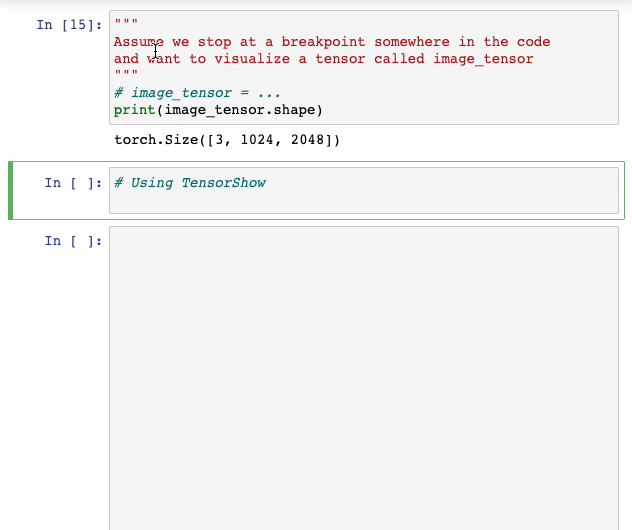 In [15]: """
Assume we stop at a breakpoint somewhere in the code
and want to visualize a tensor called image_tensor
"""
# image_tensor = ...
print(image_tensor.shape)
torch.Size([3, 1024, 2048])
In [ ]: # Using TensorShow
In [ ]: